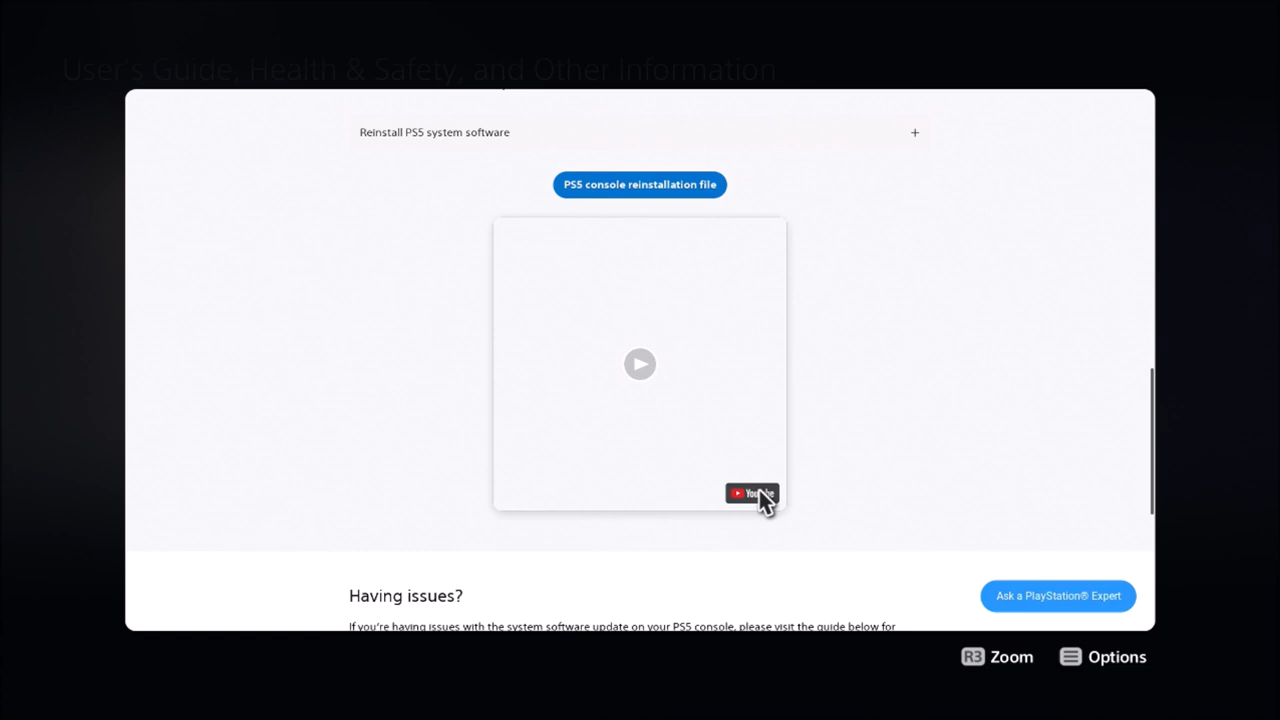 User's Guide, Health & Safety, and Other Information
Reinstall PS5 system software +
PS5 console reinstallation file
YouTube
Having issues?
Ask a PlayStation® Expert
If you're having issues with the system software update on your PS5 console, please visit the guide below for
R3 Zoom
Options